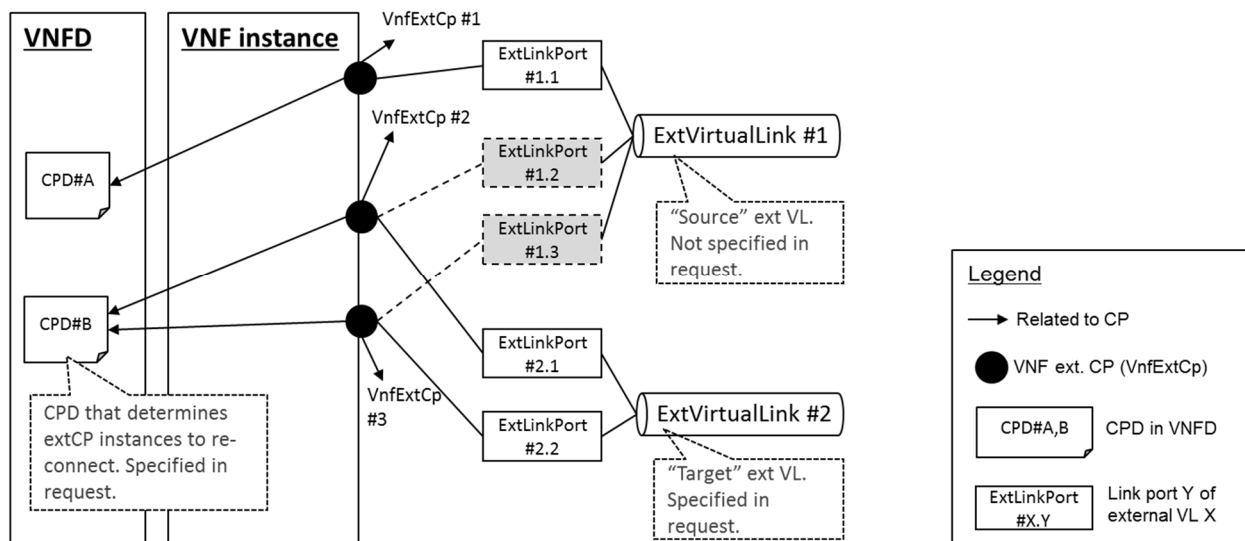 VNFD
VNF instance
VnfExtCp #1
ExtLinkPort
#1.1
VnfExtCp #2
ExtVirtualLink #1
CPD#A
ExtLinkPort
#1.2
"Source" ext VL.
Not specified in
request.
ExtLinkPort
#1.3
CPD#B
ExtLinkPort
#2.1
VnfExtCp
#3
ExtVirtualLink #2
ExtLinkPort
#2.2
CPD that determines
extCP instances to re-
connect. Specified in
request.
"Target" ext VL.
Specified in
request.
Legend
Related to CP
VNF ext. CP (VnfExtCp)
CPD#A,B
CPD in VNFD
ExtLinkPort
#X.Y
Link port Y of
external VL X